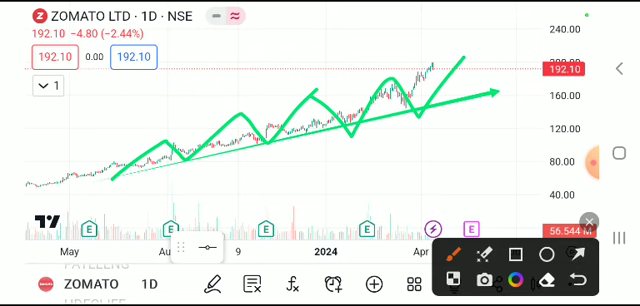 ZOMATO LTD · 1D · NSE
192.10 −4.80 (−2.44%)
192.10 0.00 192.10
1
240.00
192.10
160.00
120.00
80.00
40.00
56.544 M
E E E E E
May 9 2024 Apr
ZOMATO 1D